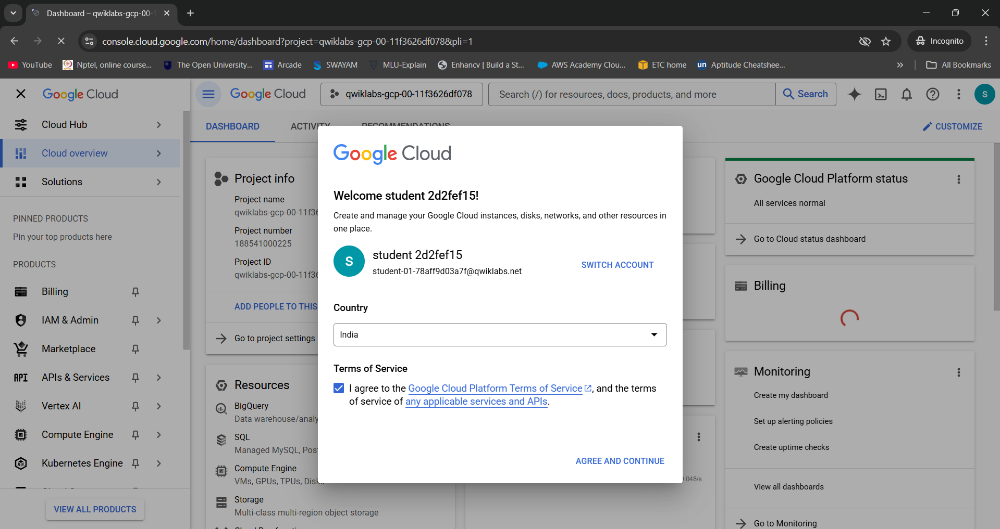 Dashboard – qwiklabs-gcp-00-
console.cloud.google.com/home/dashboard?project=qwiklabs-gcp-00-11f3626df078&pli=1
Incognito
YouTube
Nptel, online course...
The Open University...
Arcade
SWAYAM
MLU-Explain
Enhancv | Build a St...
AWS Academy Clou...
ETC home
un Aptitude Cheatshee...
All Bookmarks
Google Cloud
Cloud Hub
Cloud overview
Solutions
PINNED PRODUCTS
Pin your top products here
PRODUCTS
Billing
IAM & Admin
Marketplace
API APIs & Services
Vertex AI
Compute Engine
Kubernetes Engine
VIEW ALL PRODUCTS
Google Cloud
qwiklabs-gcp-00-11f3626df078
Search (/) for resources, docs, products, and more
Search
S
DASHBOARD
ACTIVITY
RECOMMENDATIONS
CUSTOMIZE
Project info
Project name
qwiklabs-gcp-00-11f36
Project number
188541000225
Project ID
qwiklabs-gcp-00-11f36
ADD PEOPLE TO THIS
Go to project settings
Resources
BigQuery
Data warehouse/analy
SQL
Managed MySQL, Post
Compute Engine
VMs, GPUs, TPUs, Disks
Storage
Multi-class multi-region object storage
Google Cloud
Welcome student 2d2fef15!
Create and manage your Google Cloud instances, disks, networks, and other resources in
one place.
S
student 2d2fef15
student-01-78aff9d03a7f@qwiklabs.net
SWITCH ACCOUNT
Country
India
Terms of Service
I agree to the Google Cloud Platform Terms of Service, and the terms
of service of any applicable services and APIs.
AGREE AND CONTINUE
.048/s
Google Cloud Platform status
All services normal
Go to Cloud status dashboard
Billing
Monitoring
Create my dashboard
Set up alerting policies
Create uptime checks
View all dashboards
Go to Monitoring